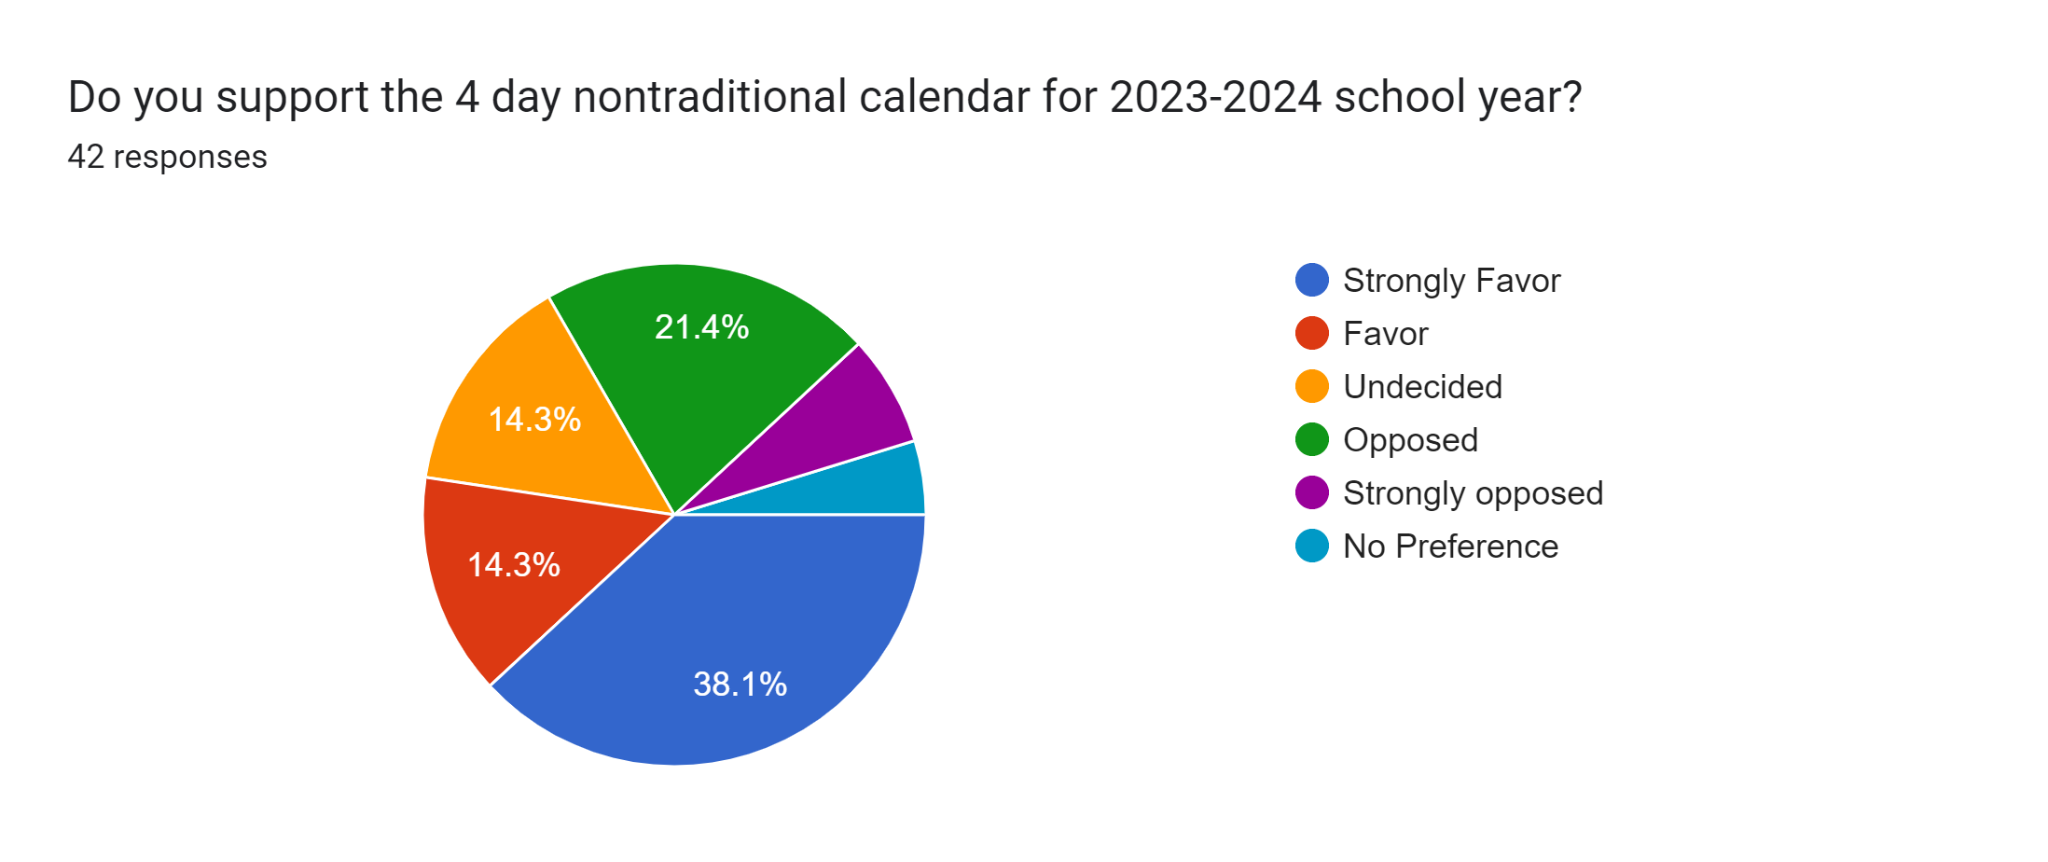 Do you support the 4 day nontraditional calendar for 2023-2024 school year?
42 responses
21.4%
14.3%
14.3%
38.1%
Strongly Favor
Favor
Undecided
Opposed
Strongly opposed
No Preference